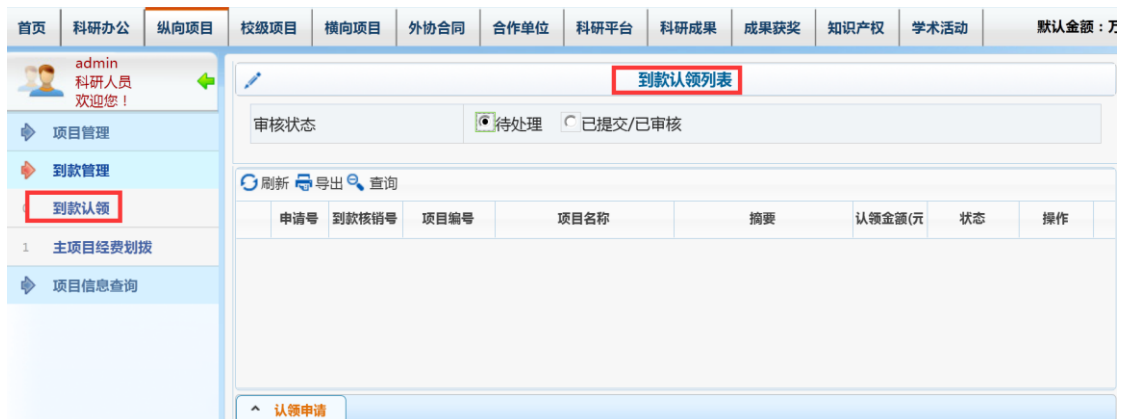 首页 科研办公 纵向项目 校级项目 横向项目 外协合同 合作单位 科研平台 科研成果 成果获奖 知识产权 学术活动 默认金额：万
admin
科研人员
欢迎您！
项目管理
到款管理
到款认领
1 主项目经费划拨
项目信息查询
到款认领列表
审核状态 待处理 已提交/已审核
刷新 导出 查询
申请号 到款核销号 项目编号 项目名称 摘要 认领金额(元 状态 操作
认领申请